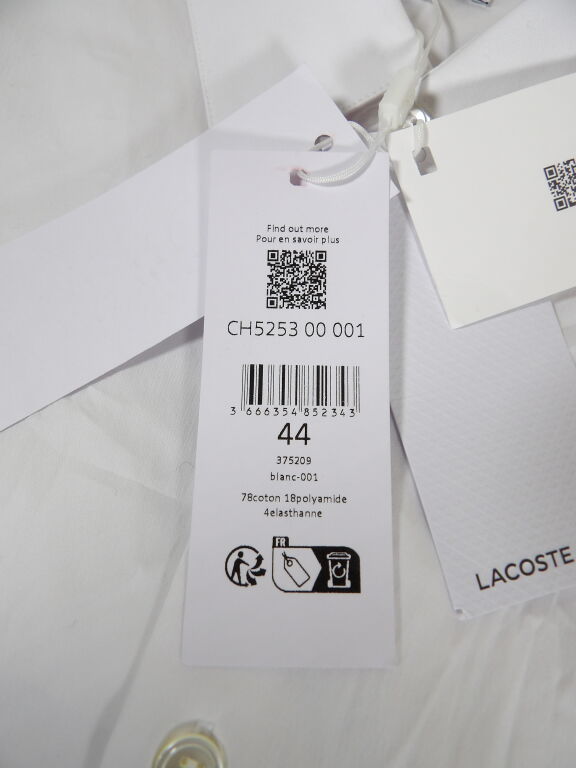 Find out more
Pour en savoir plus
CH5253 00 001
3 666354 852343
44
375209
blanc-001
78coton 18polyamide
4elasthanne
FR
LACOSTE